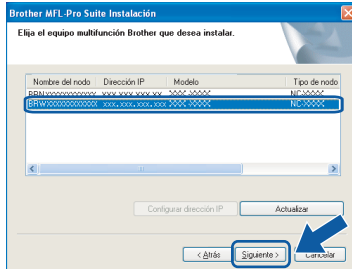 Brother MFL-Pro Suite Instalación
Elija el equipo multifunción Brother que desea instalar.
Nombre del nodo Dirección IP Modelo Tipo de nodo
BRNXXXXXXXXXXXX XXX.XXX.XXX.XX XXX-XXXX NC-XXXX
BRWXXXXXXXXXXXX xxx.xxx.xxx.xxx XXX-XXXX NC-XXXX
Configurar dirección IP Actualizar
< Atrás Siguiente > Cancelar